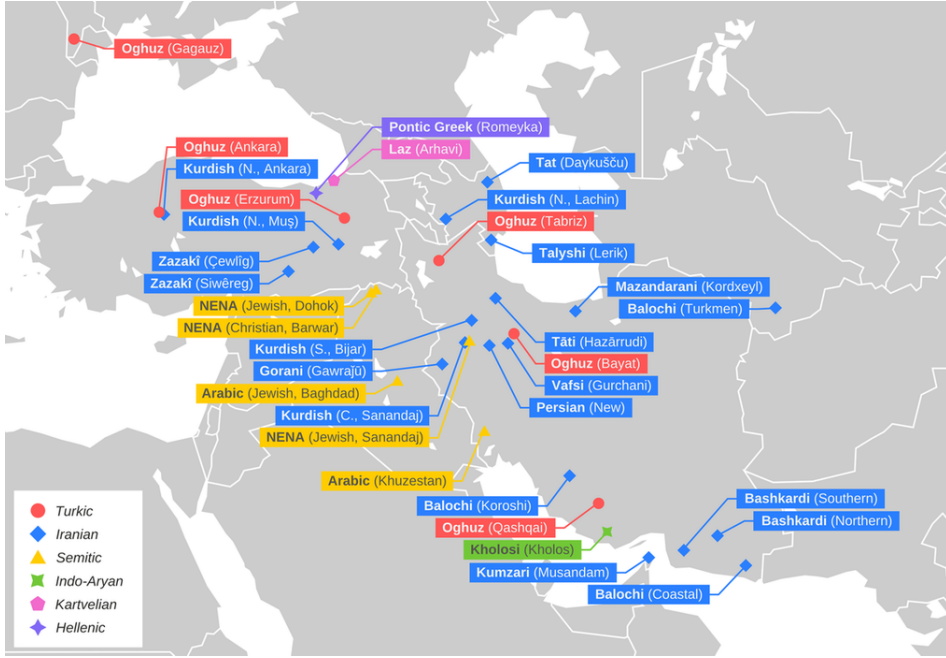 Oghuz (Gagauz)
Pontic Greek (Romeyka)
Laz (Arhavi)
Oghuz (Ankara)
Kurdish (N., Ankara)
Tat (Daykušču)
Oghuz (Erzurum)
Kurdish (N., Lachin)
Kurdish (N., Muş)
Oghuz (Tabriz)
Talyshi (Lerik)
Zazakî (Çewlîg)
Zazakî (Siwêreg)
Mazandarani (Kordxeyl)
NENA (Jewish, Dohok)
Balochi (Turkmen)
NENA (Christian, Barwar)
Tāti (Hazārrudi)
Kurdish (S., Bijar)
Oghuz (Bayat)
Gorani (Gawraǰū)
Vafsi (Gurchani)
Arabic (Jewish, Baghdad)
Persian (New)
Kurdish (C., Sanandaj)
NENA (Jewish, Sanandaj)
Arabic (Khuzestan)
Bashkardi (Southern)
Balochi (Koroshi)
Bashkardi (Northern)
Oghuz (Qashqai)
Kholosi (Kholos)
Kumzari (Musandam)
Balochi (Coastal)
Turkic
Iranian
Semitic
Indo-Aryan
Kartvelian
Hellenic